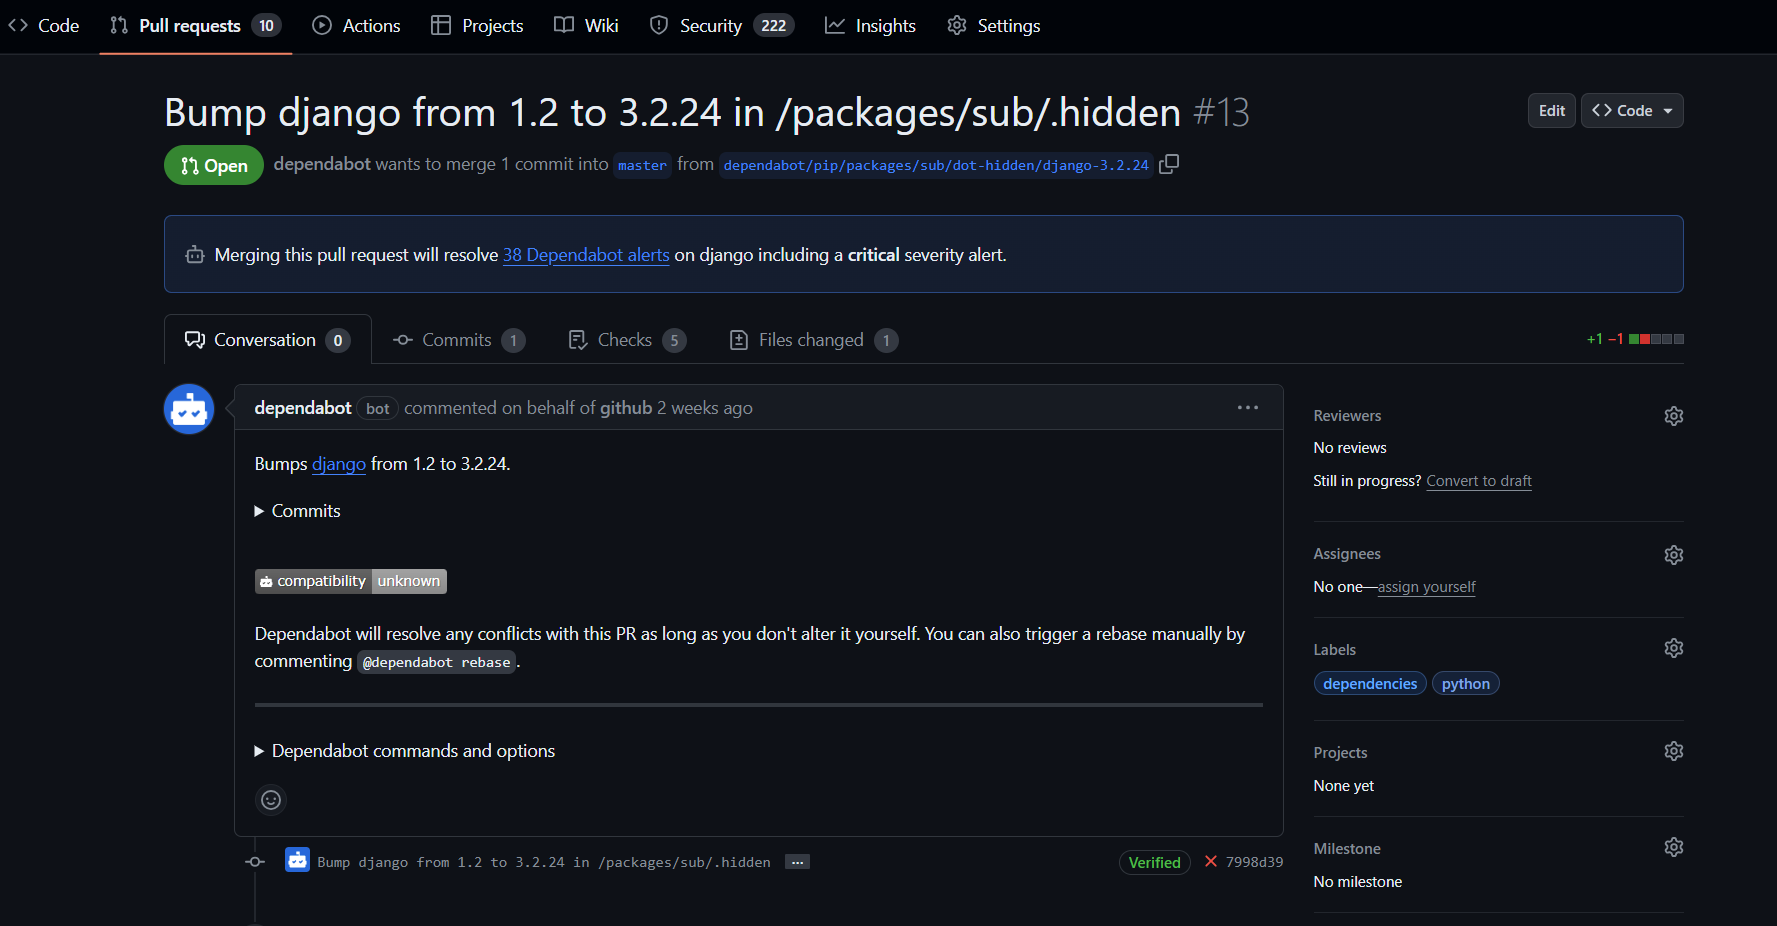 Code Pull requests 10 Actions Projects Wiki Security 222 Insights Settings
Bump django from 1.2 to 3.2.24 in /packages/sub/.hidden #13
Edit <> Code
Open dependabot wants to merge 1 commit into master from dependabot/pip/packages/sub/dot-hidden/django-3.2.24
Merging this pull request will resolve 38 Dependabot alerts on django including a critical severity alert.
Conversation 0 Commits 1 Checks 5 Files changed 1
+1 −1
dependabot bot commented on behalf of github 2 weeks ago ...
Bumps django from 1.2 to 3.2.24.
Commits
compatibility unknown
Dependabot will resolve any conflicts with this PR as long as you don't alter it yourself. You can also trigger a rebase manually by
commenting @dependabot rebase.
Dependabot commands and options
Bump django from 1.2 to 3.2.24 in /packages/sub/.hidden ...
Verified 7998d39
Reviewers
No reviews
Still in progress? Convert to draft
Assignees
No one—assign yourself
Labels
dependencies python
Projects
None yet
Milestone
No milestone